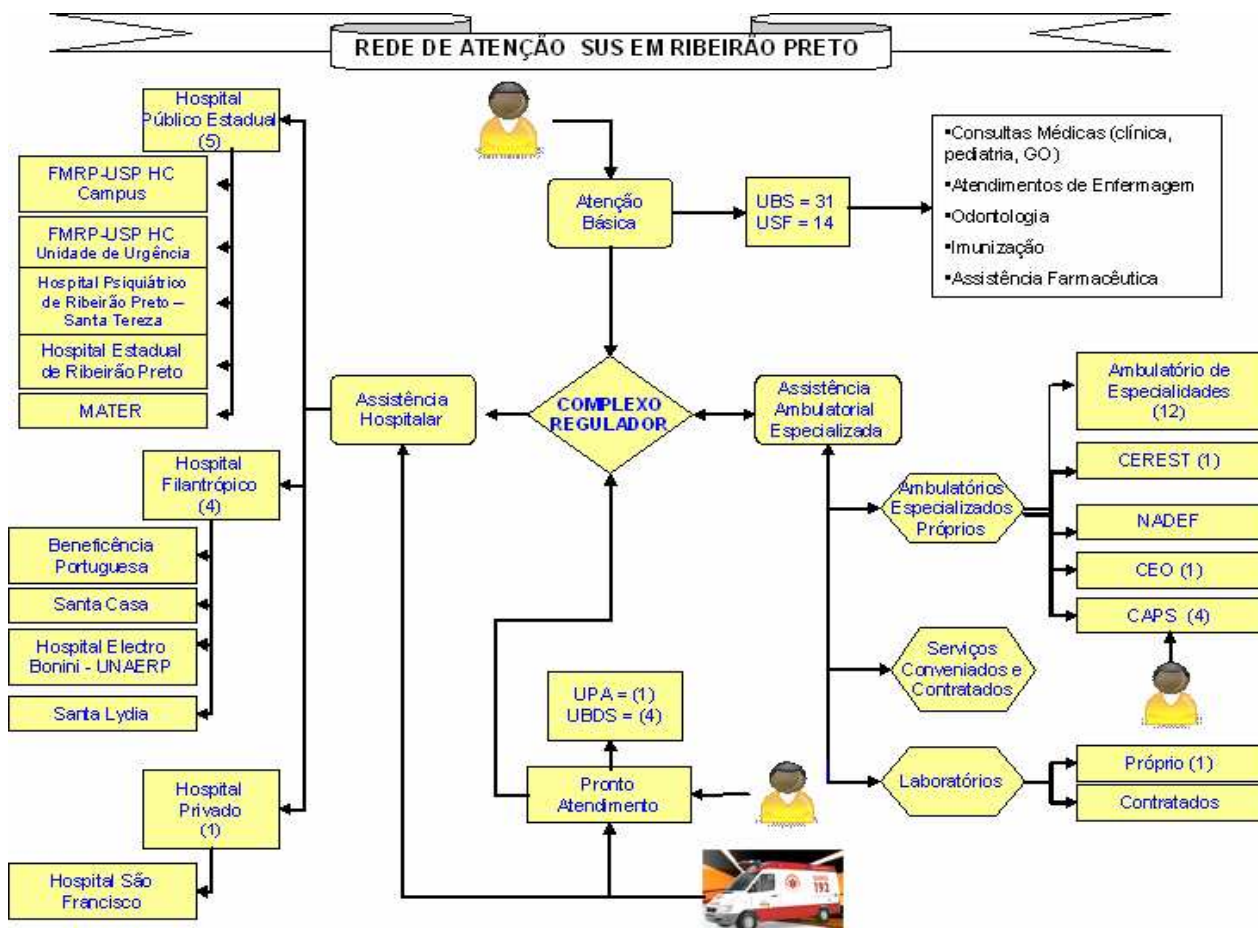 REDE DE ATENÇÃO SUS EM RIBEIRÃO PRETO
Hospital
Público Estadual
(5)
FMRP-USP HC
Campus
FMRP-USP HC
Unidade de Urgência
Hospital Psiquiátrico
de Ribeirão Preto –
Santa Tereza
Hospital Estadual
de Ribeirão Preto
MATER
Hospital
Filantrópico
(4)
Beneficência
Portuguesa
Santa Casa
Hospital Electro
Bonini - UNAERP
Santa Lydia
Hospital
Privado
(1)
Hospital São
Francisco
Assistência
Hospitalar
Atenção
Básica
UBS = 31
USF = 14
▪Consultas Médicas (clínica,
pediatria, GO)
▪Atendimentos de Enfermagem
▪Odontologia
▪Imunização
▪Assistência Farmacêutica
COMPLEXO
REGULADOR
Assistência
Ambulatorial
Especializada
Ambulatórios
Especializados
Próprios
Ambulatório de
Especialidades
(12)
CEREST (1)
NADEF
CEO (1)
CAPS (4)
Serviços
Conveniados e
Contratados
Laboratórios
Próprio (1)
Contratados
UPA = (1)
UBDS = (4)
Pronto
Atendimento
192